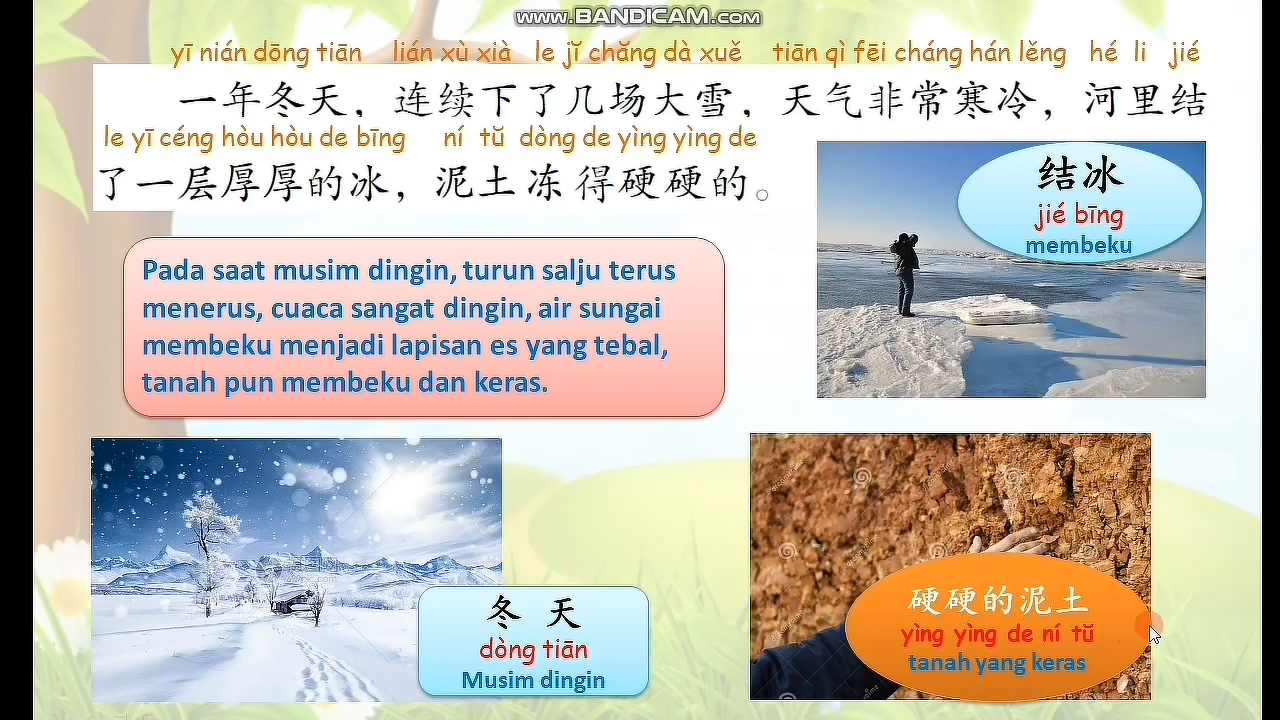 www.BANDICAM.com
yī nián dōng tiān lián xù xià le jǐ chǎng dà xuě tiān qì fēi cháng hán lěng hé li jié
一年冬天，连续下了几场大雪，天气非常寒冷，河里结
le yī céng hòu hòu de bīng ní tǔ dòng de yìng yìng de
了一层厚厚的冰，泥土冻得硬硬的。
结冰
jié bīng
membeku
Pada saat musim dingin, turun salju terus
menerus, cuaca sangat dingin, air sungai
membeku menjadi lapisan es yang tebal,
tanah pun membeku dan keras.
冬 天
dòng tiān
Musim dingin
硬硬的泥土
yìng yìng de ní tǔ
tanah yang keras